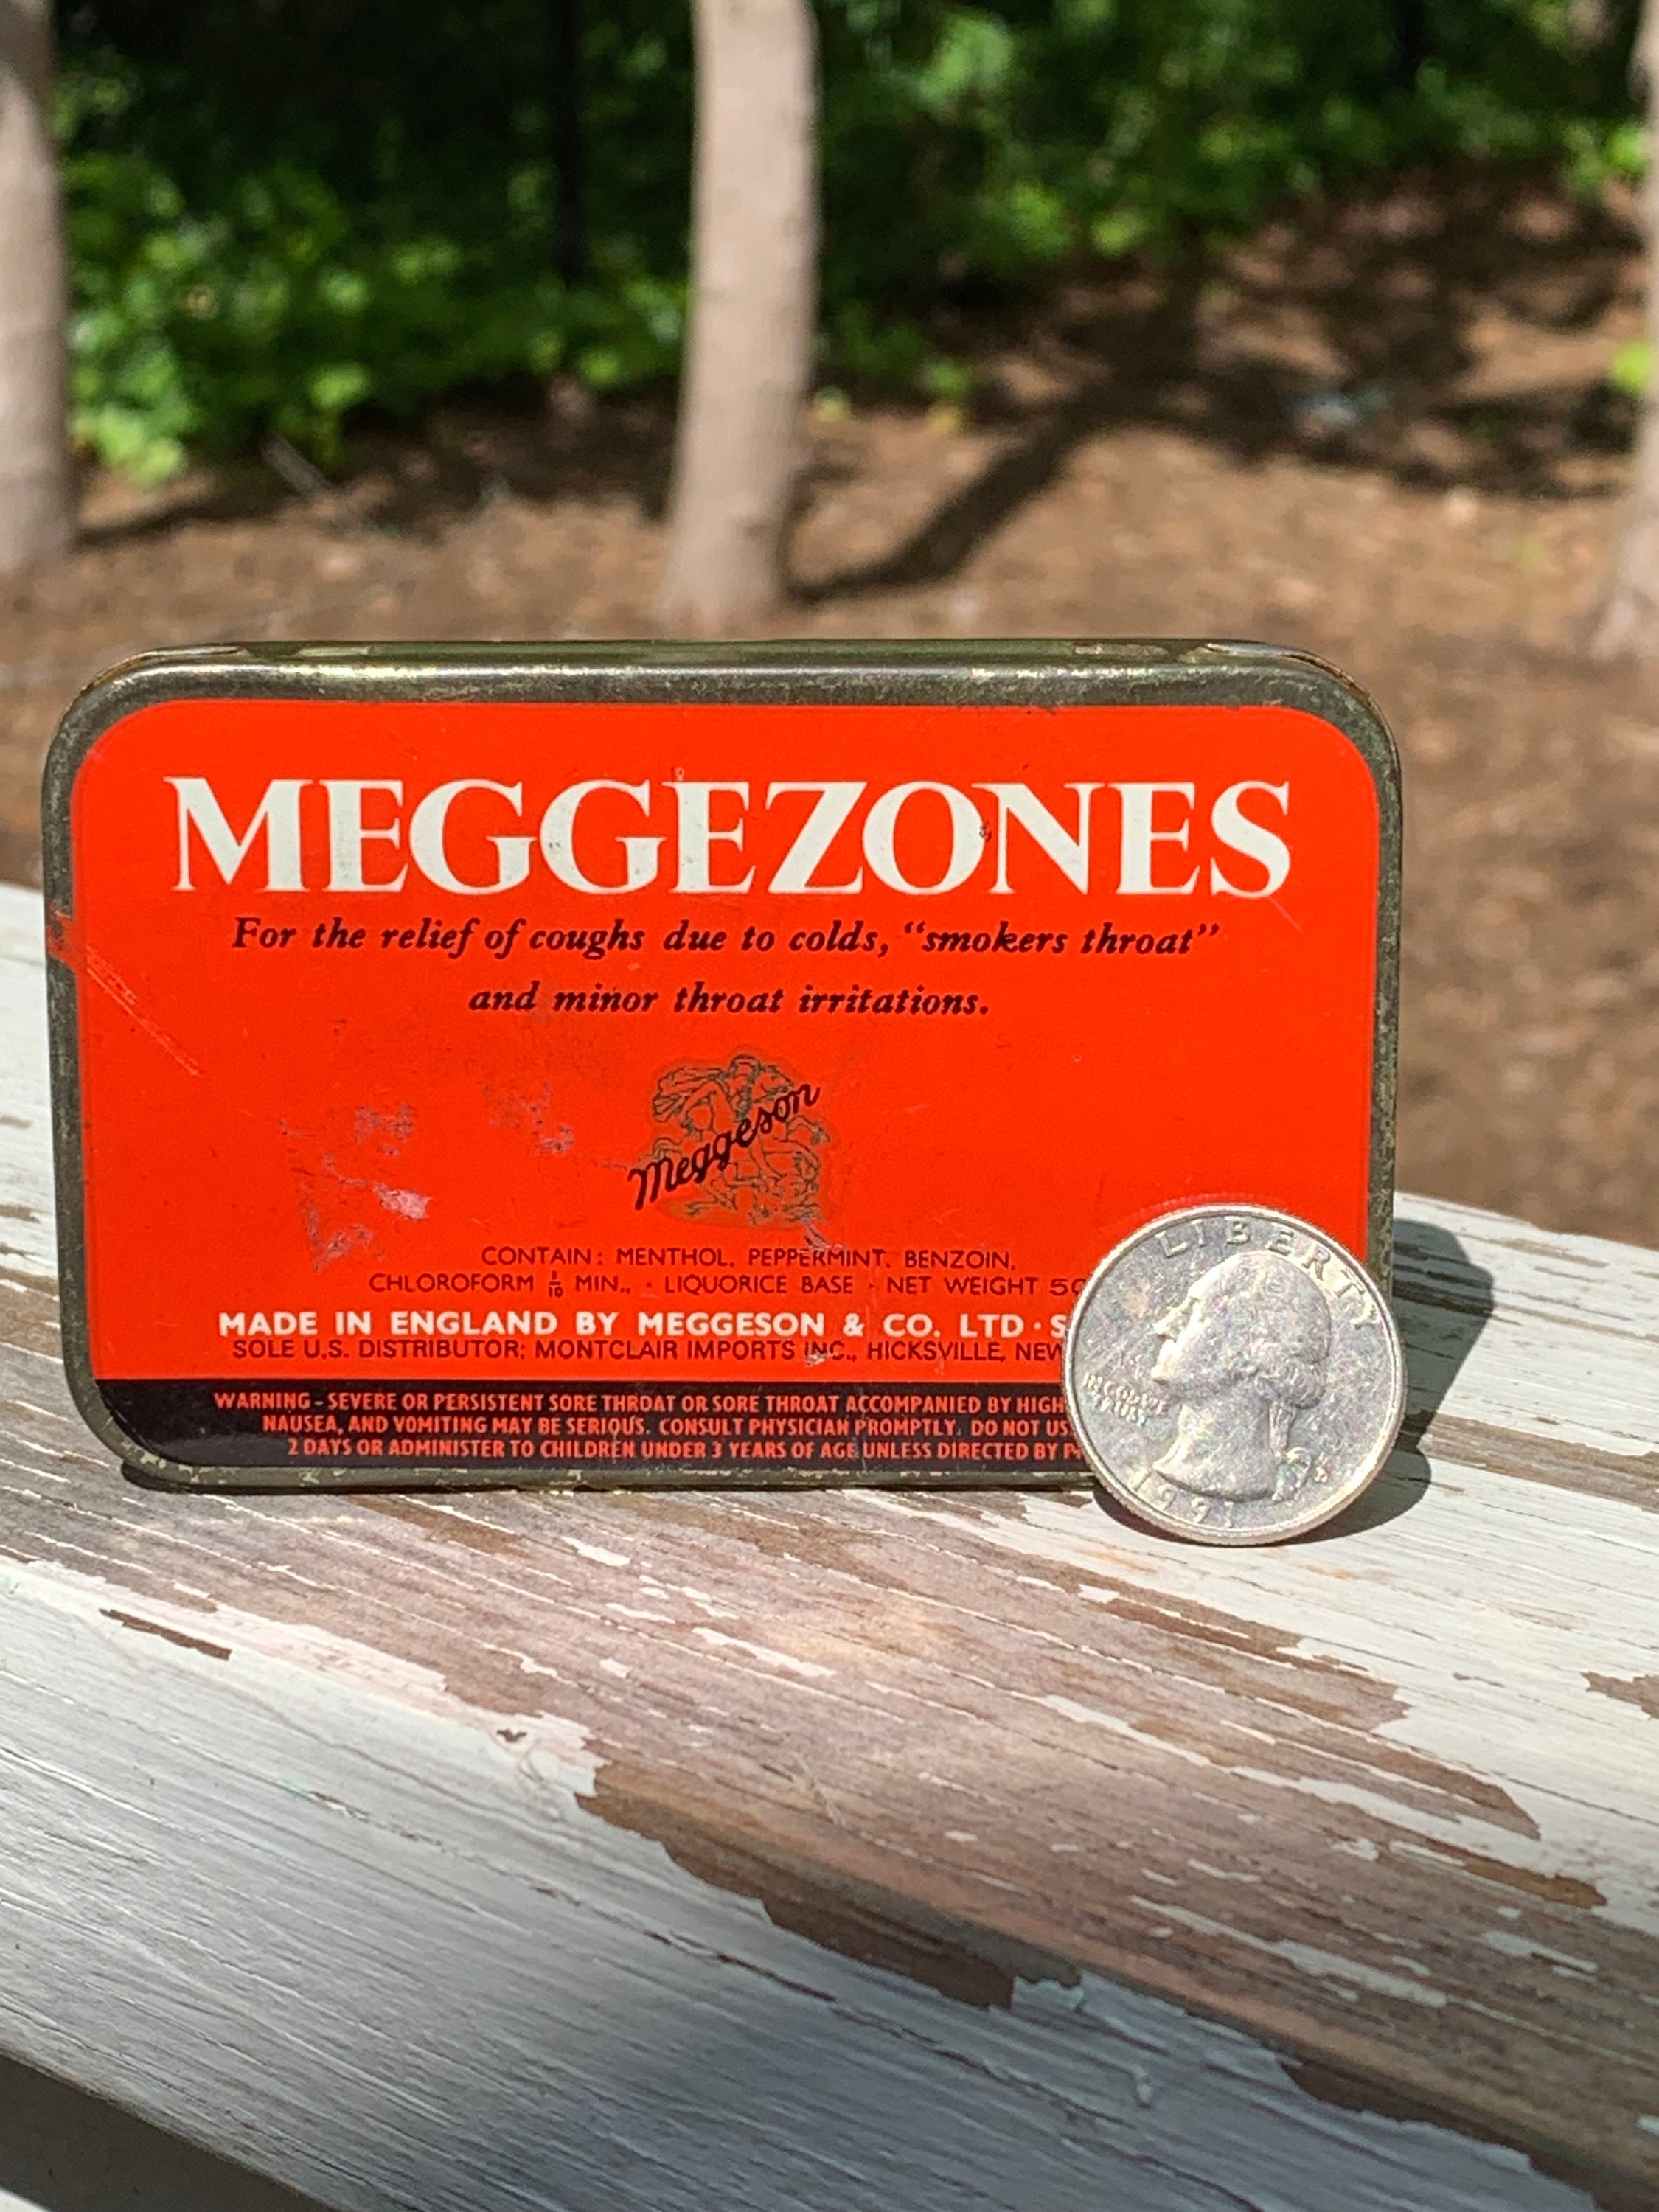 MEGGEZONES
For the relief of coughs due to colds, “smokers throat”
and minor throat irritations.
Meggeson
CONTAIN: MENTHOL, PEPPERMINT, BENZOIN,
CHLOROFORM 1/10 MIN., · LIQUORICE BASE · NET WEIGHT
MADE IN ENGLAND BY MEGGESON & CO. LTD ·
SOLE U.S. DISTRIBUTOR: MONTCLAIR IMPORTS INC., HICKSVILLE, NEW
WARNING - SEVERE OR PERSISTENT SORE THROAT OR SORE THROAT ACCOMPANIED BY HIGH
NAUSEA, AND VOMITING MAY BE SERIOUS. CONSULT PHYSICIAN PROMPTLY. DO NOT
2 DAYS OR ADMINISTER TO CHILDREN UNDER 3 YEARS OF AGE UNLESS DIRECTED BY
LIBERTY
IN GOD WE
TRUST
1991